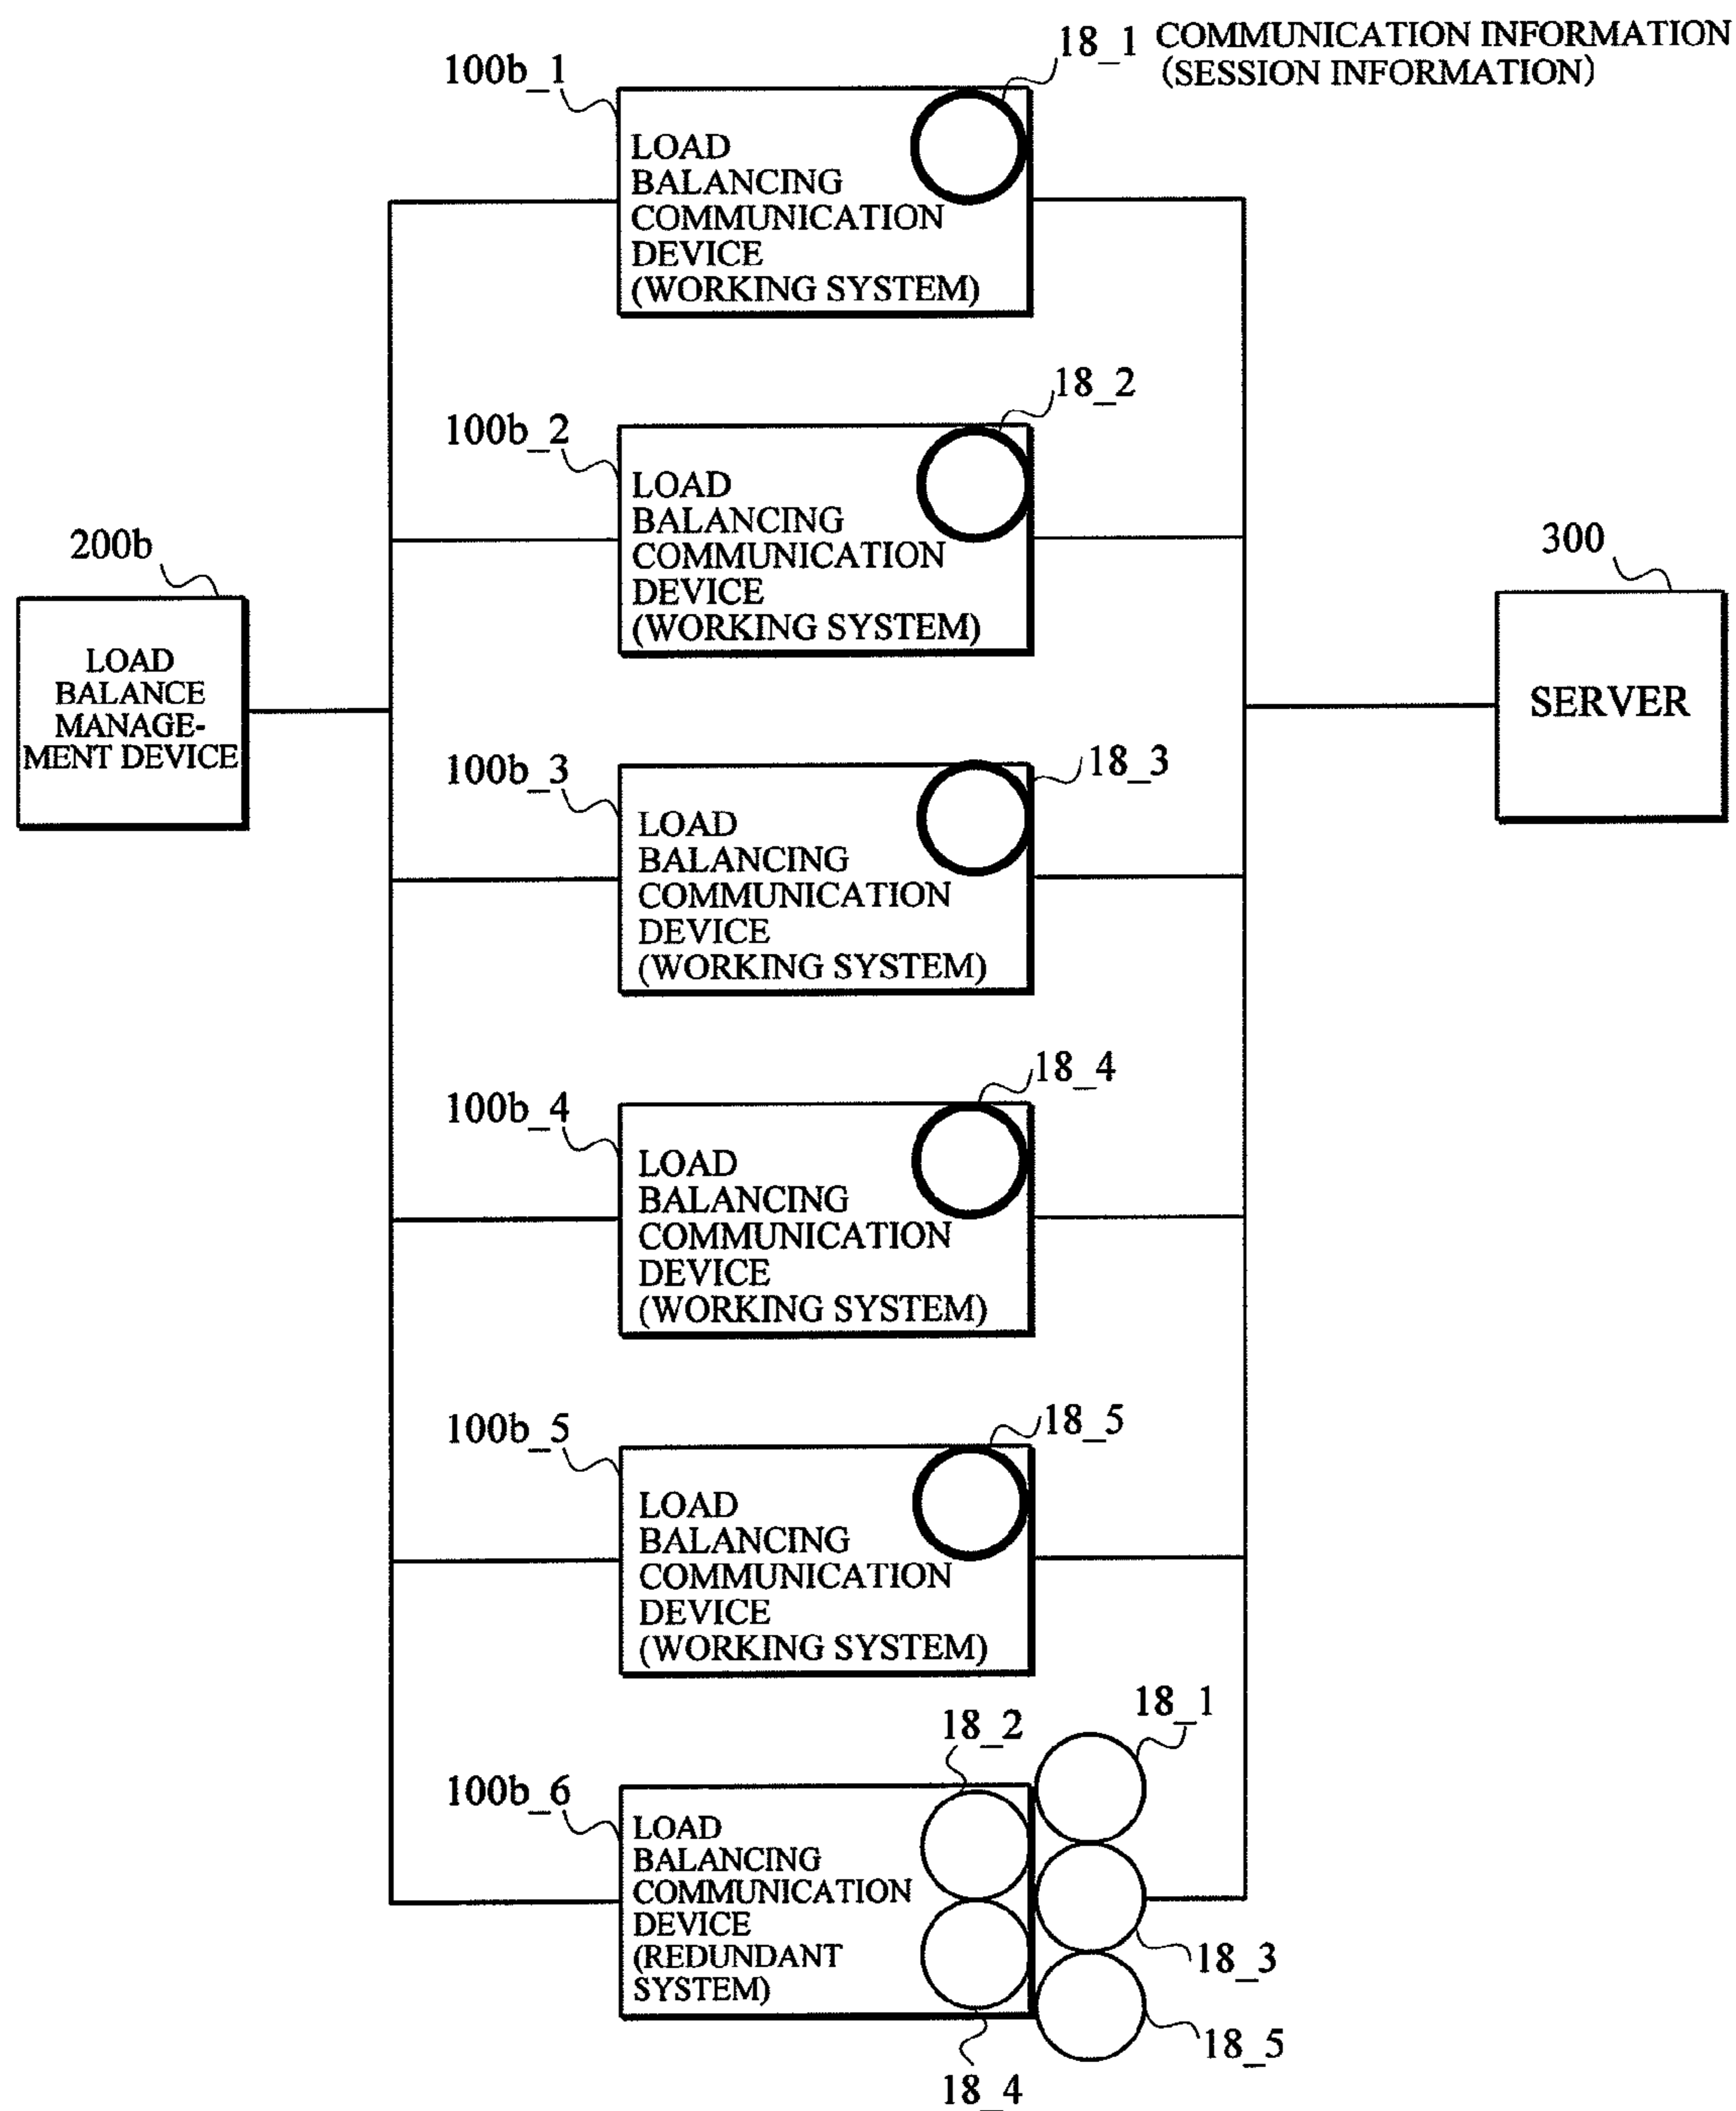 18_1 COMMUNICATION INFORMATION
(SESSION INFORMATION)
100b_1
LOAD
BALANCING
COMMUNICATION
DEVICE
(WORKING SYSTEM)
18_2
100b_2
LOAD
BALANCING
COMMUNICATION
DEVICE
(WORKING SYSTEM)
200b
LOAD
BALANCE
MANAGE-
MENT DEVICE
300
SERVER
18_3
100b_3
LOAD
BALANCING
COMMUNICATION
DEVICE
(WORKING SYSTEM)
18_4
100b_4
LOAD
BALANCING
COMMUNICATION
DEVICE
(WORKING SYSTEM)
18_5
100b_5
LOAD
BALANCING
COMMUNICATION
DEVICE
(WORKING SYSTEM)
18_1
18_2
100b_6
LOAD
BALANCING
COMMUNICATION
DEVICE
(REDUNDANT
SYSTEM)
18_3
18_5
18_4